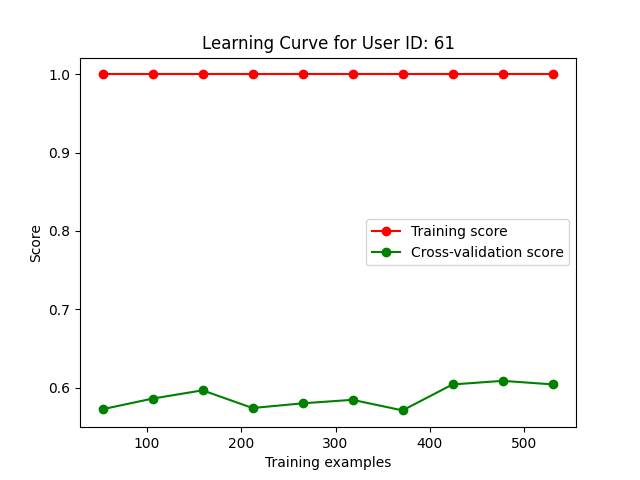 Learning Curve for User ID: 61
1.0
0.9
0.8
0.7
0.6
Score
Training score
Cross-validation score
100
200
300
400
500
Training examples